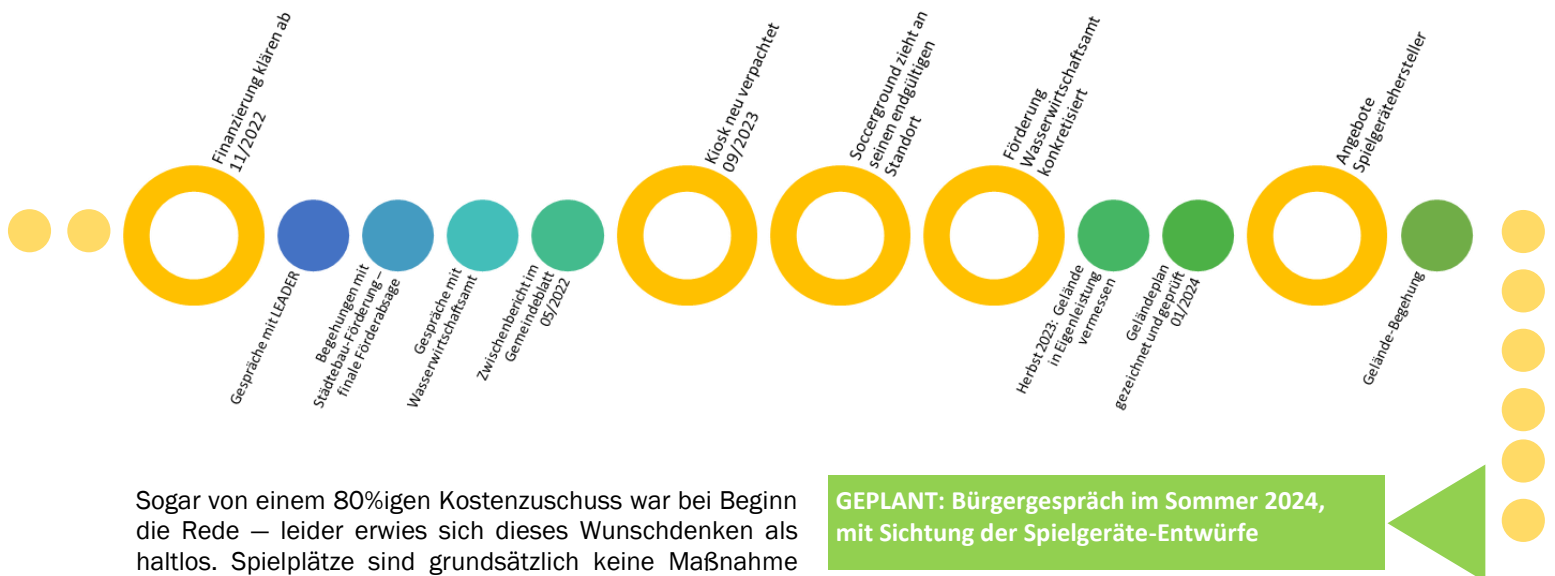 Finanzierung klären ab
11/2022
Gespräche mit LEADER
Begehungen mit
Städtebau-Förderung –
finale Förderabsage
Gespräche mit
Wasserwirtschaftsamt
Zwischenbericht im
Gemeindeblatt
05/2022
Kiosk neu verpachtet
09/2023
Soccerground zieht an
seinen endgültigen
Standort
Förderung
Wasserwirtschaftsamt
konkretisiert
Herbst 2023: Gelände
in Eigenleistung
vermessen
Geländeplan
gezeichnet und geprüft
01/2024
Angebote
Spielgerätehersteller
Gelände-Begehung
Sogar von einem 80%igen Kostenzuschuss war bei Beginn
die Rede — leider erwies sich dieses Wunschdenken als
haltlos. Spielplätze sind grundsätzlich keine Maßnahme
GEPLANT: Bürgergespräch im Sommer 2024,
mit Sichtung der Spielgeräte-Entwürfe